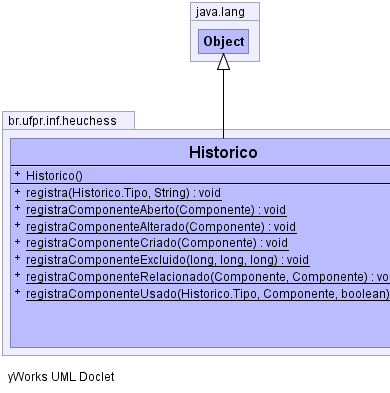 java.lang
Object
br.ufpr.inf.heuchess
Historico
+ Historico()
+ registra(Historico.Tipo, String) : void
+ registraComponenteAberto(Componente) : void
+ registraComponenteAlterado(Componente) : void
+ registraComponenteCriado(Componente) : void
+ registraComponenteExcluido(long, long, long) : void
+ registraComponenteRelacionado(Componente, Componente) : vo
+ registraComponenteUsado(Historico.Tipo, Componente, boolean)
yWorks UML Doclet